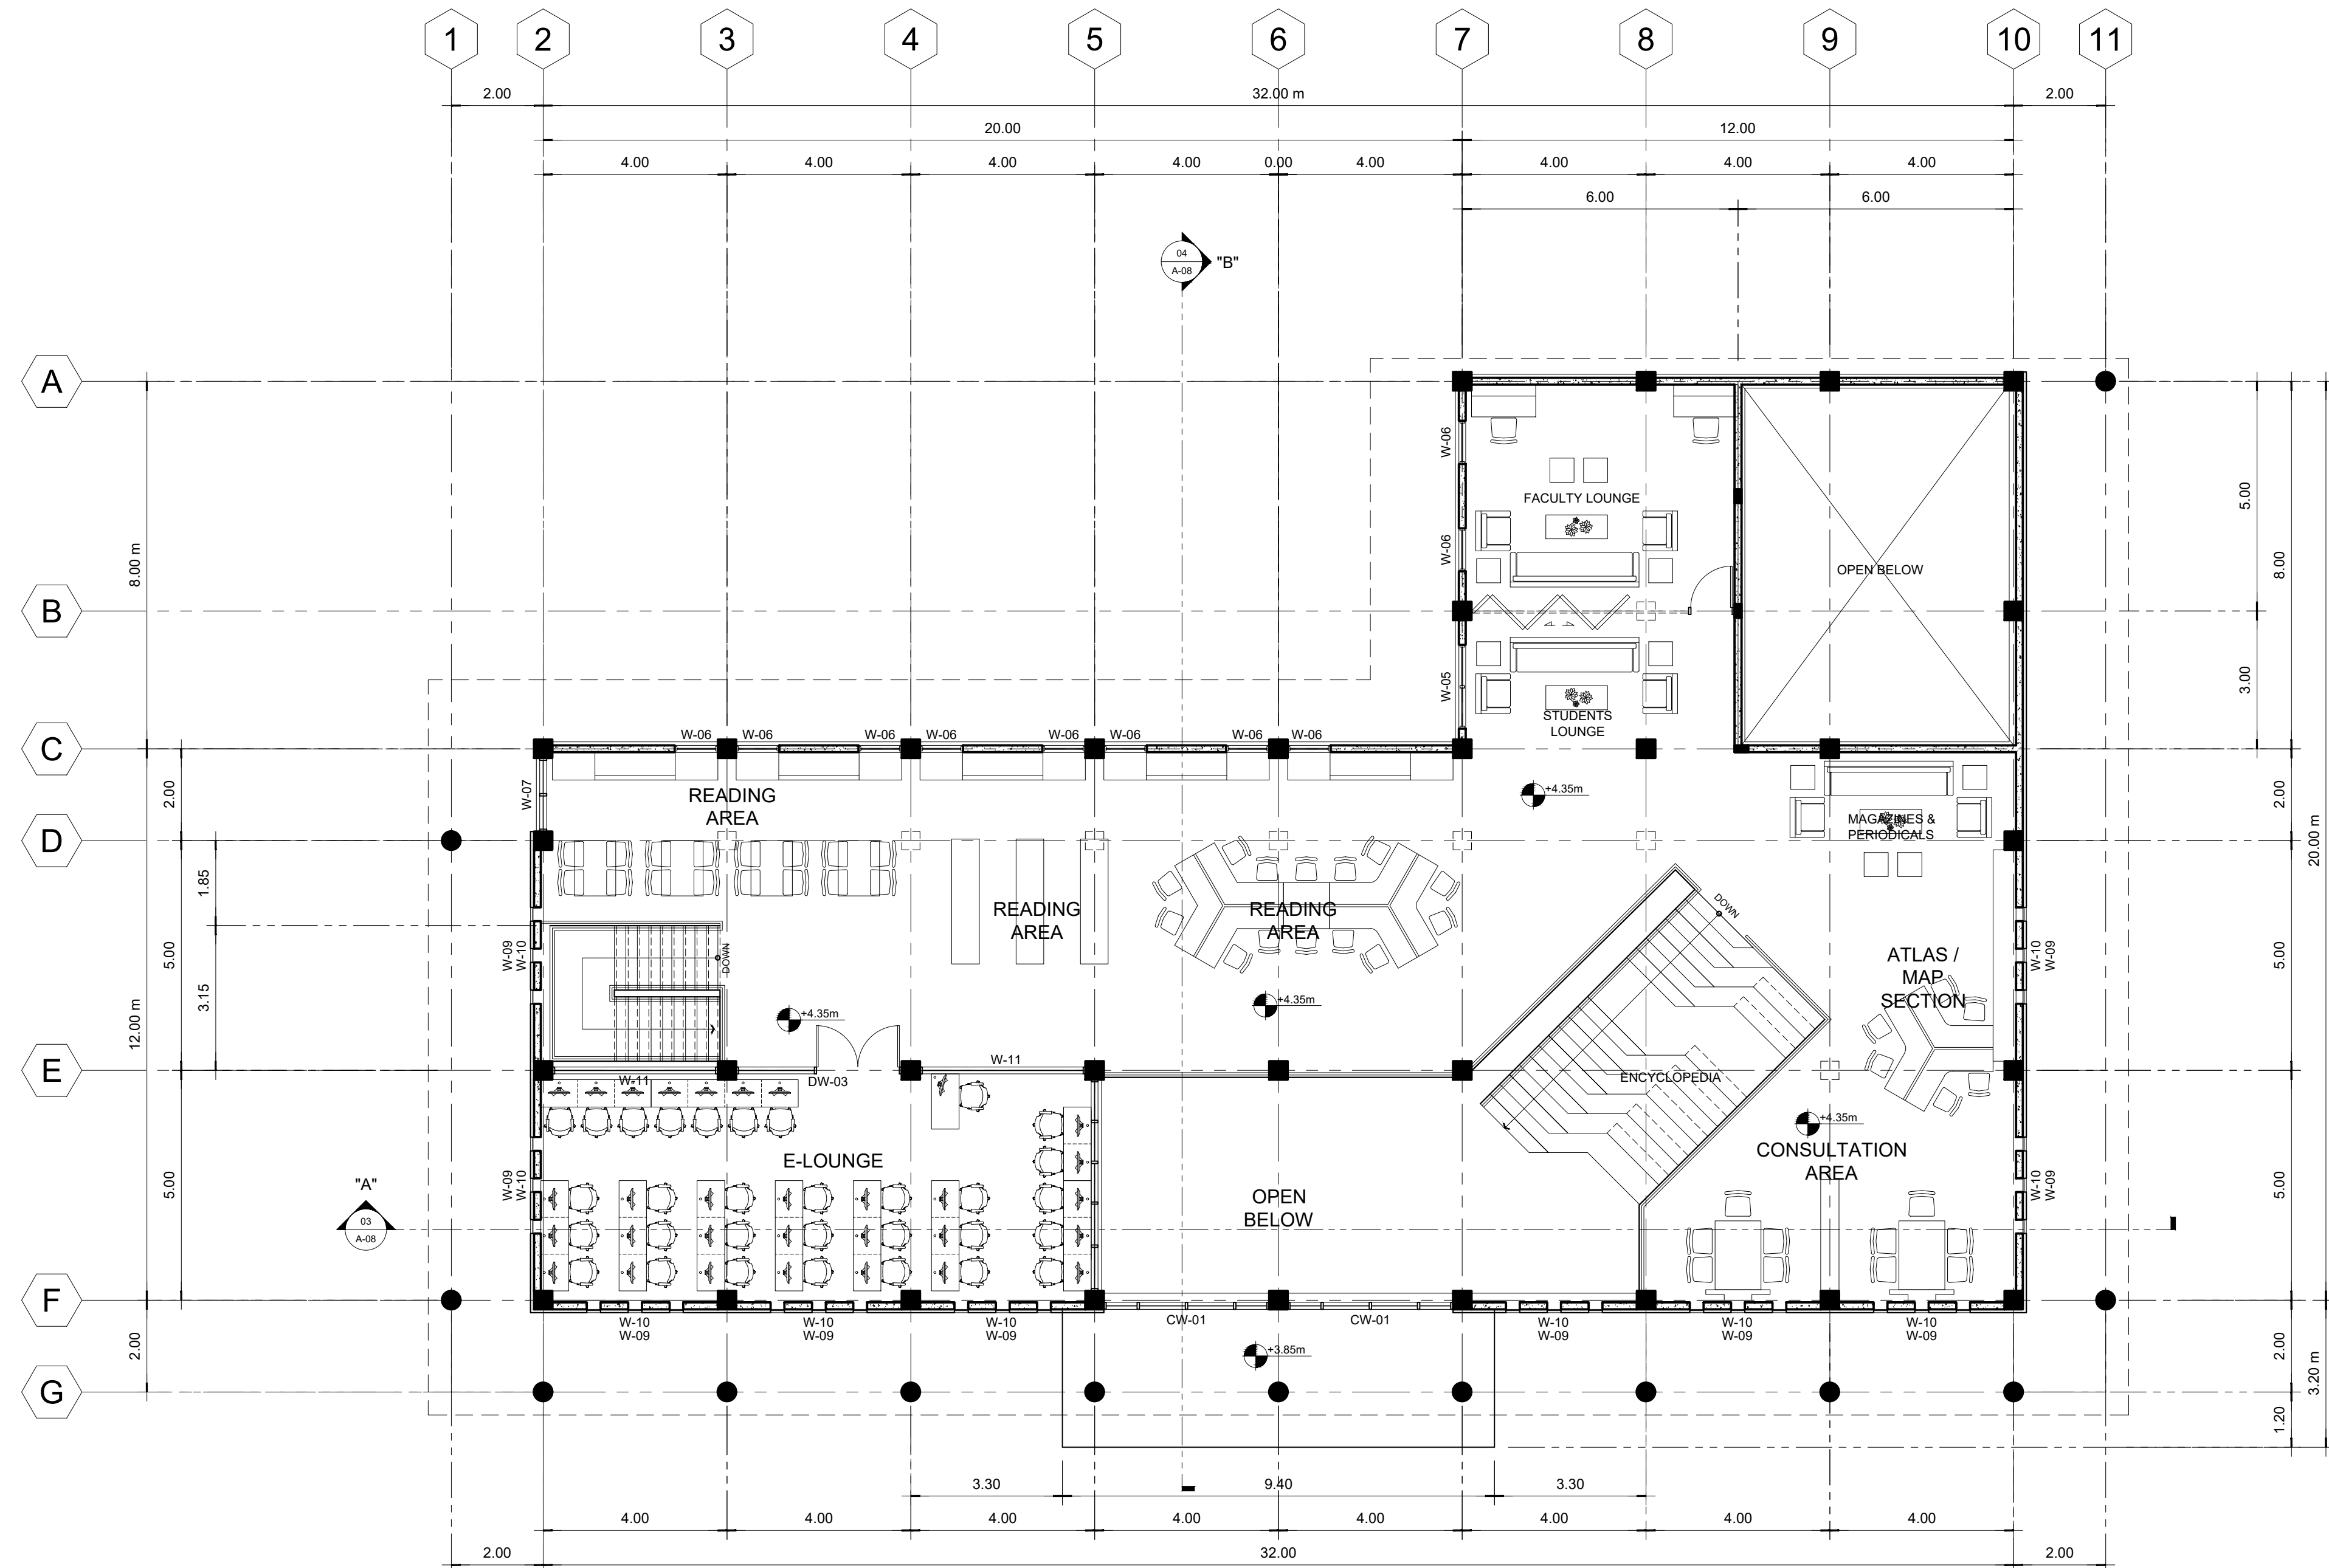 1 2 3 4 5 6 7 8 9 10 11
2.00 32.00 m 2.00
20.00 12.00
4.00 4.00 4.00 4.00 0.00 4.00 4.00 4.00 4.00
6.00 6.00
04
A-08
"B"
A
B
C
D
E
F
G
8.00 m
12.00 m
2.00
2.00
5.00
5.00
1.85
3.15
5.00
3.00
8.00
2.00
5.00
5.00
2.00
1.20
20.00 m
3.20 m
W-06
W-06
W-05
FACULTY LOUNGE
OPEN BELOW
STUDENTS
LOUNGE
W-06 W-06 W-06 W-06 W-06 W-06 W-06 W-06
W-07
READING
AREA
+4.35m
MAGAZINES &
PERIODICALS
READING
AREA
READING
AREA
DOWN
DOWN
W-09
W-10
ATLAS /
MAP
SECTION
W-10
W-09
+4.35m
+4.35m
W-11
W-11
DW-03
ENCYCLOPEDIA
+4.35m
E-LOUNGE
CONSULTATION
AREA
W-09
W-10
W-10
W-09
"A"
03
A-08
OPEN
BELOW
W-10
W-09
W-10
W-09
W-10
W-09
CW-01
CW-01
W-10
W-09
W-10
W-09
W-10
W-09
+3.85m
3.30 9.40 3.30
4.00 4.00 4.00 4.00 4.00 4.00 4.00 4.00
2.00 32.00 2.00